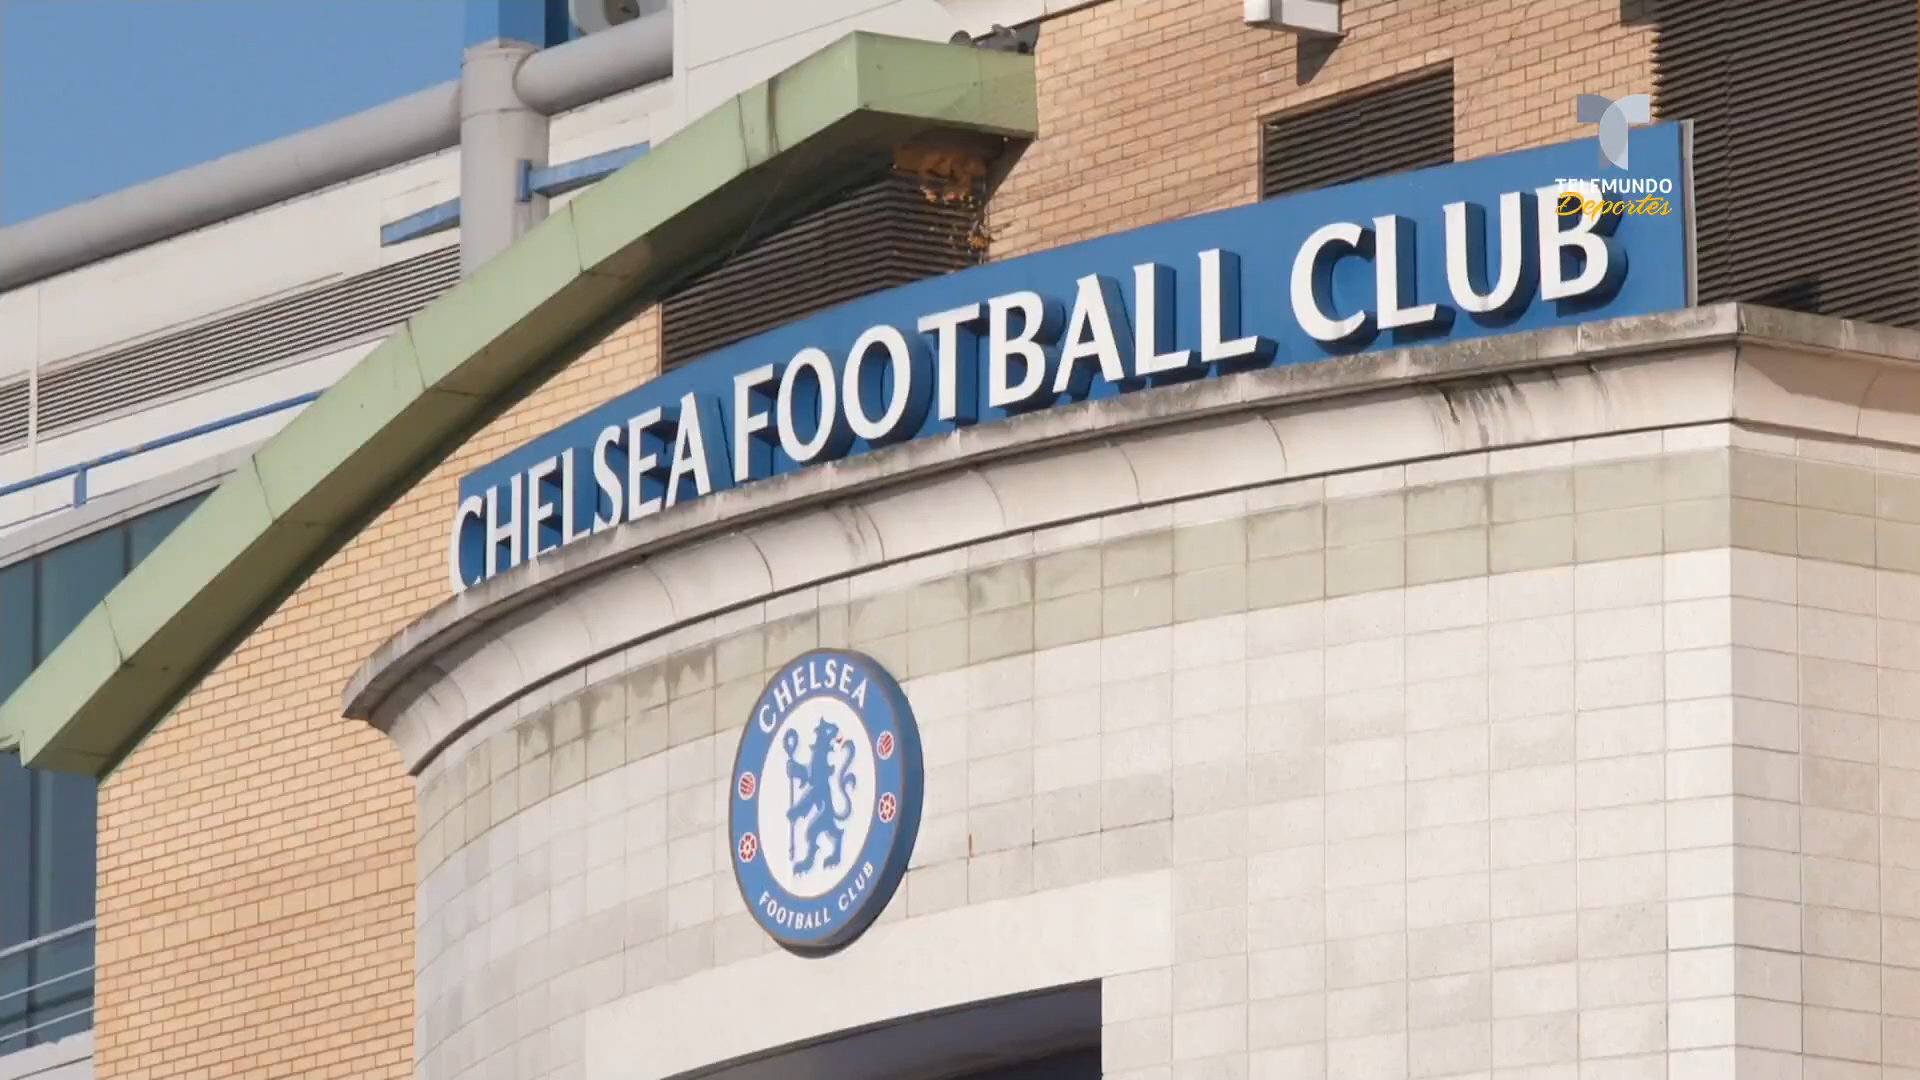 TELEMUNDO
Deportes
CHELSEA FOOTBALL CLUB
CHELSEA
FOOTBALL CLUB